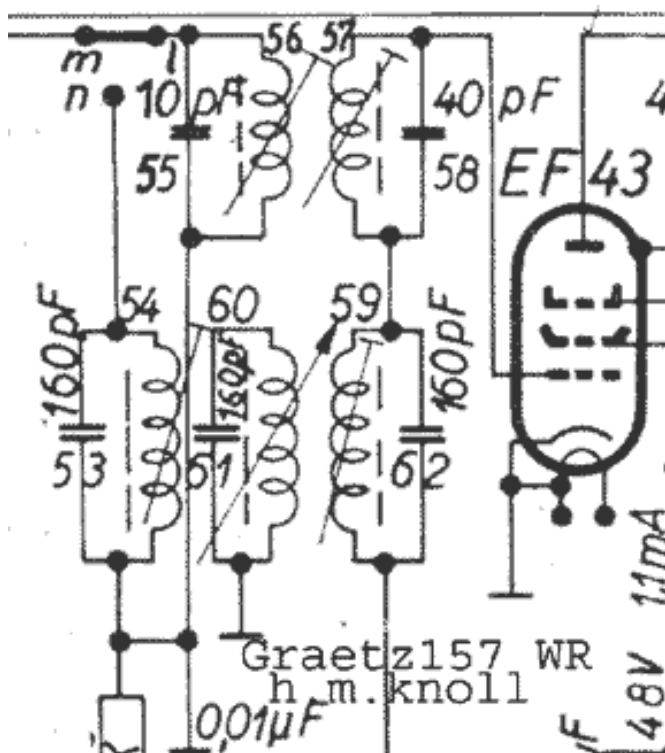 56 57
m l
n 10 pF 40 pF
55 58 EF 43
54 60 59
160pF 160pF 160pF
53 61 62
1.1mA
Graetz157 WR
h.m.knoll
48V
0,01µF